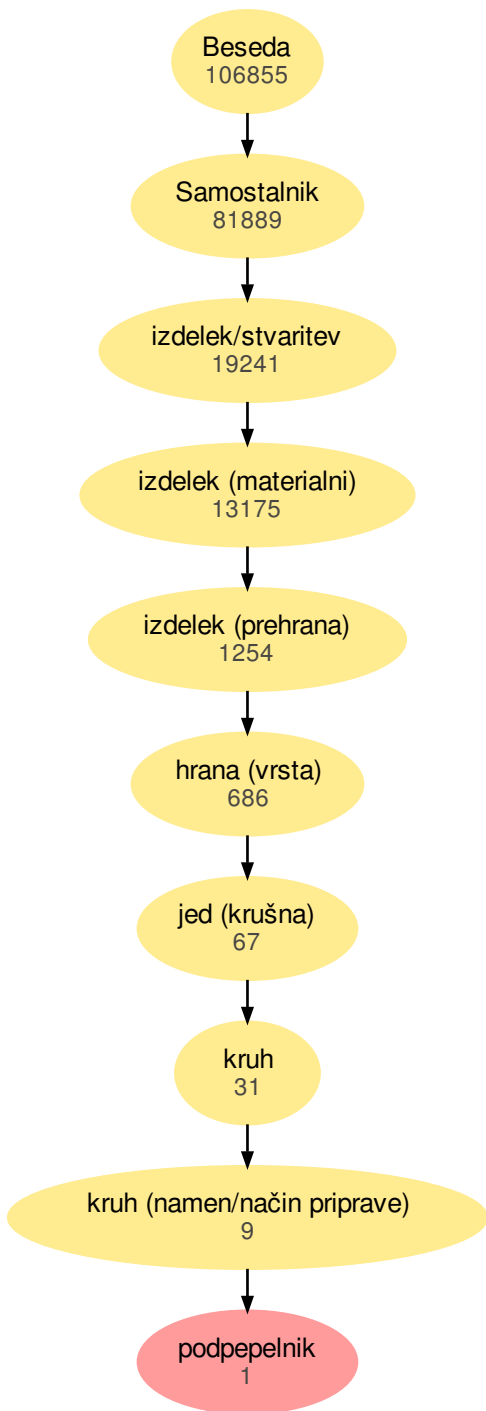 Beseda
106855
Samostalnik
81889
izdelek/stvaritev
19241
izdelek (materialni)
13175
izdelek (prehrana)
1254
hrana (vrsta)
686
jed (krušna)
67
kruh
31
kruh (namen/način priprave)
9
podpepelnik
1